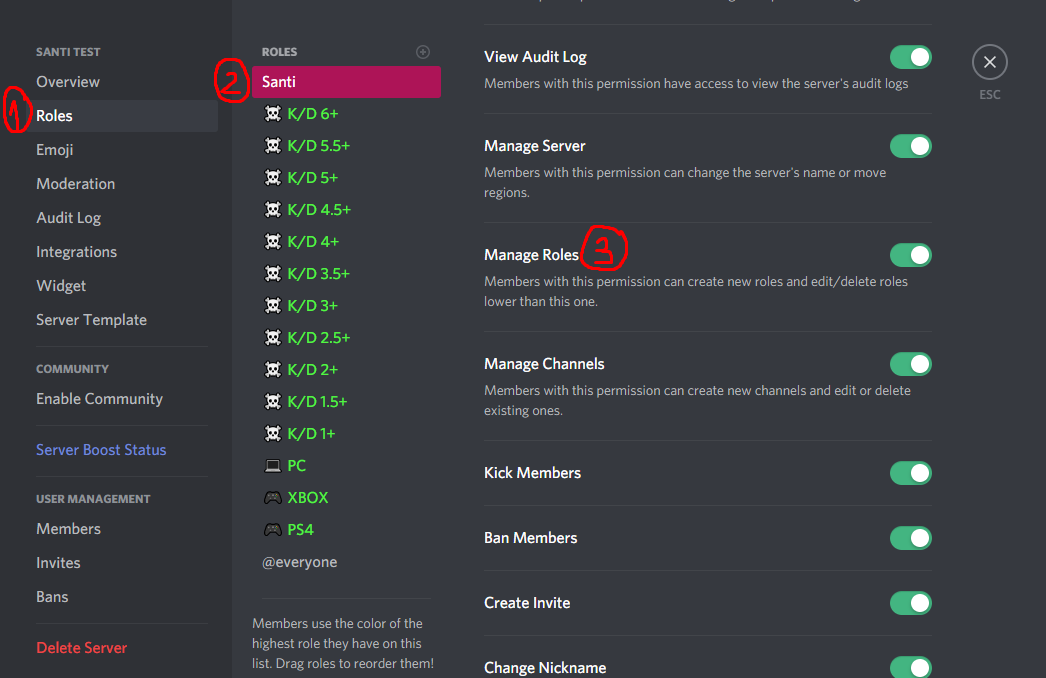 SANTI TEST
Overview
1
Roles
Emoji
Moderation
Audit Log
Integrations
Widget
Server Template
COMMUNITY
Enable Community
Server Boost Status
USER MANAGEMENT
Members
Invites
Bans
Delete Server
ROLES
2
Santi
K/D 6+
K/D 5.5+
K/D 5+
K/D 4.5+
K/D 4+
K/D 3.5+
K/D 3+
K/D 2.5+
K/D 2+
K/D 1.5+
K/D 1+
PC
XBOX
PS4
@everyone
Members use the color of the
highest role they have on this
list. Drag roles to reorder them!
View Audit Log
Members with this permission have access to view the server's audit logs
Manage Server
Members with this permission can change the server's name or move
regions.
Manage Roles
3
Members with this permission can create new roles and edit/delete roles
lower than this one.
Manage Channels
Members with this permission can create new channels and edit or delete
existing ones.
Kick Members
Ban Members
Create Invite
Change Nickname
ESC